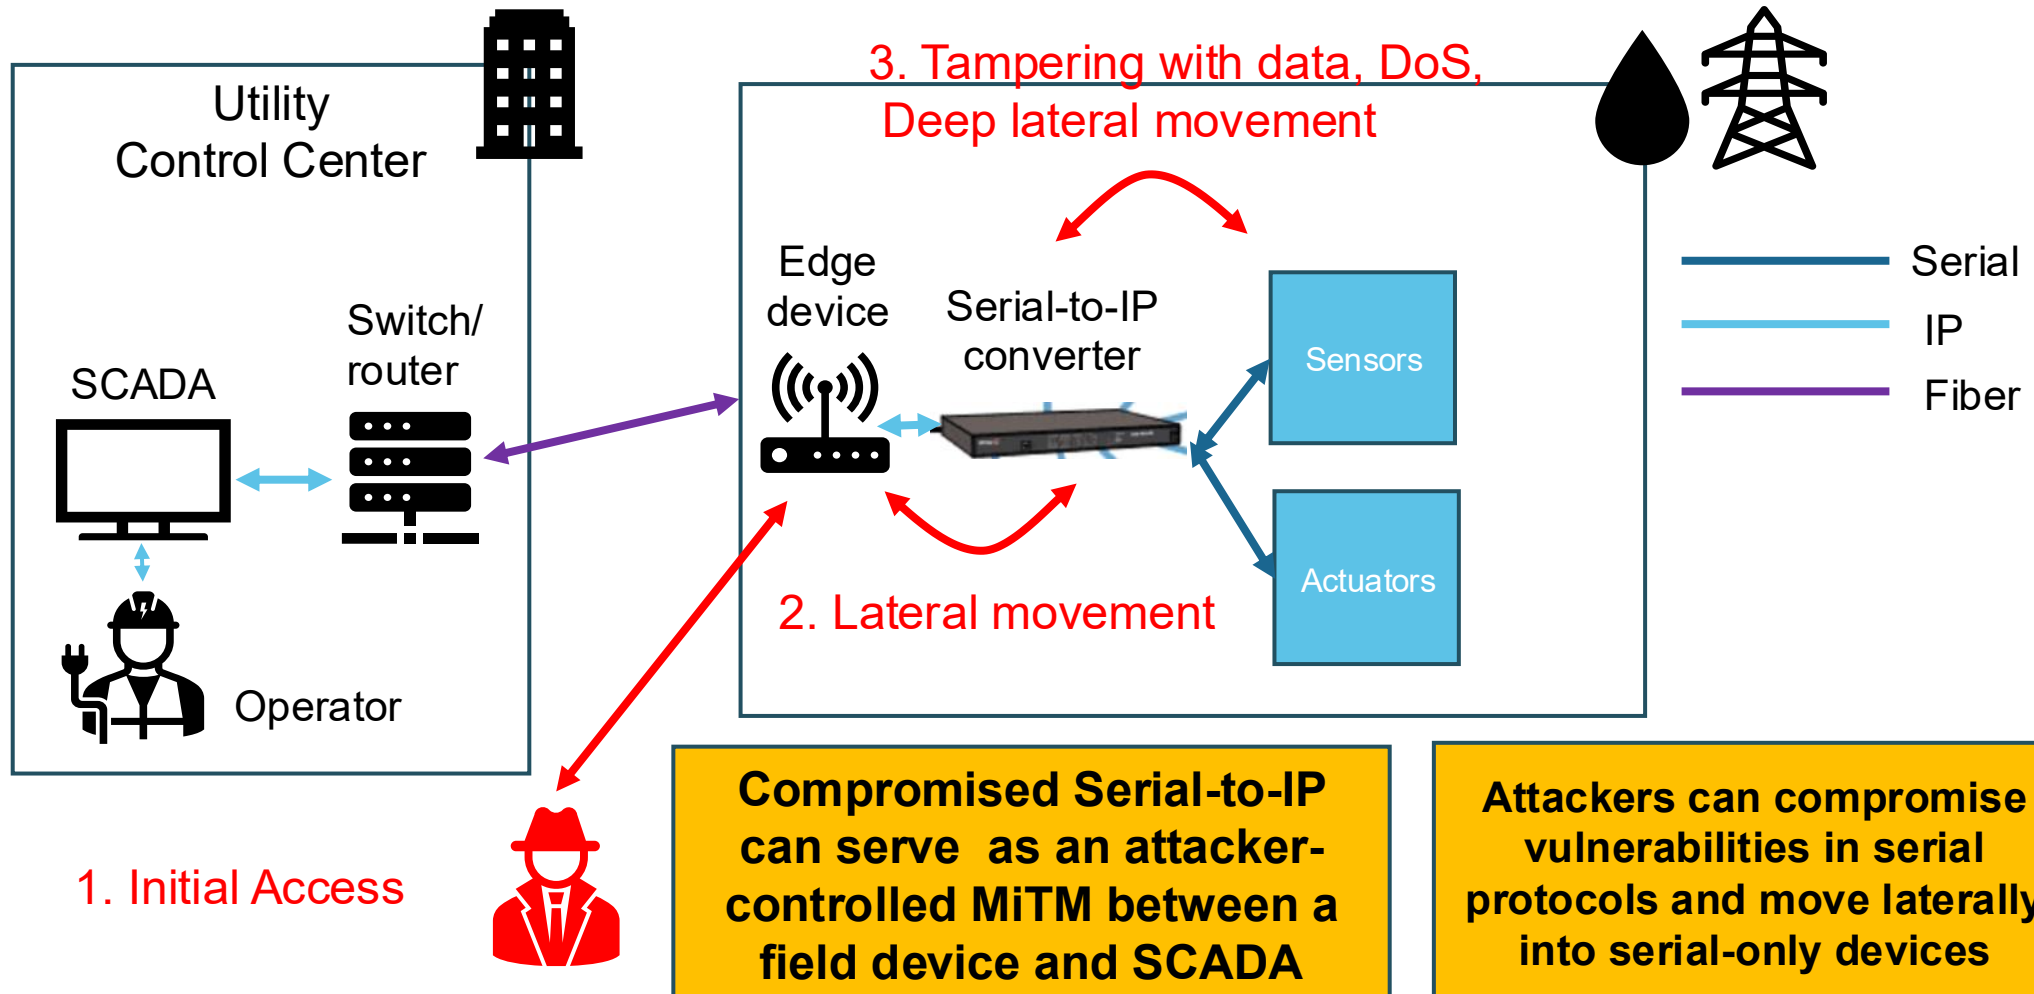 Utility
Control Center
3. Tampering with data, DoS,
Deep lateral movement
Edge
device
Serial-to-IP
converter
Switch/
router
SCADA
Sensors
Actuators
Serial
IP
Fiber
2. Lateral movement
Operator
1. Initial Access
Compromised Serial-to-IP
can serve  as an attacker-
controlled MiTM between a
field device and SCADA
Attackers can compromise
vulnerabilities in serial
protocols and move laterally
into serial-only devices